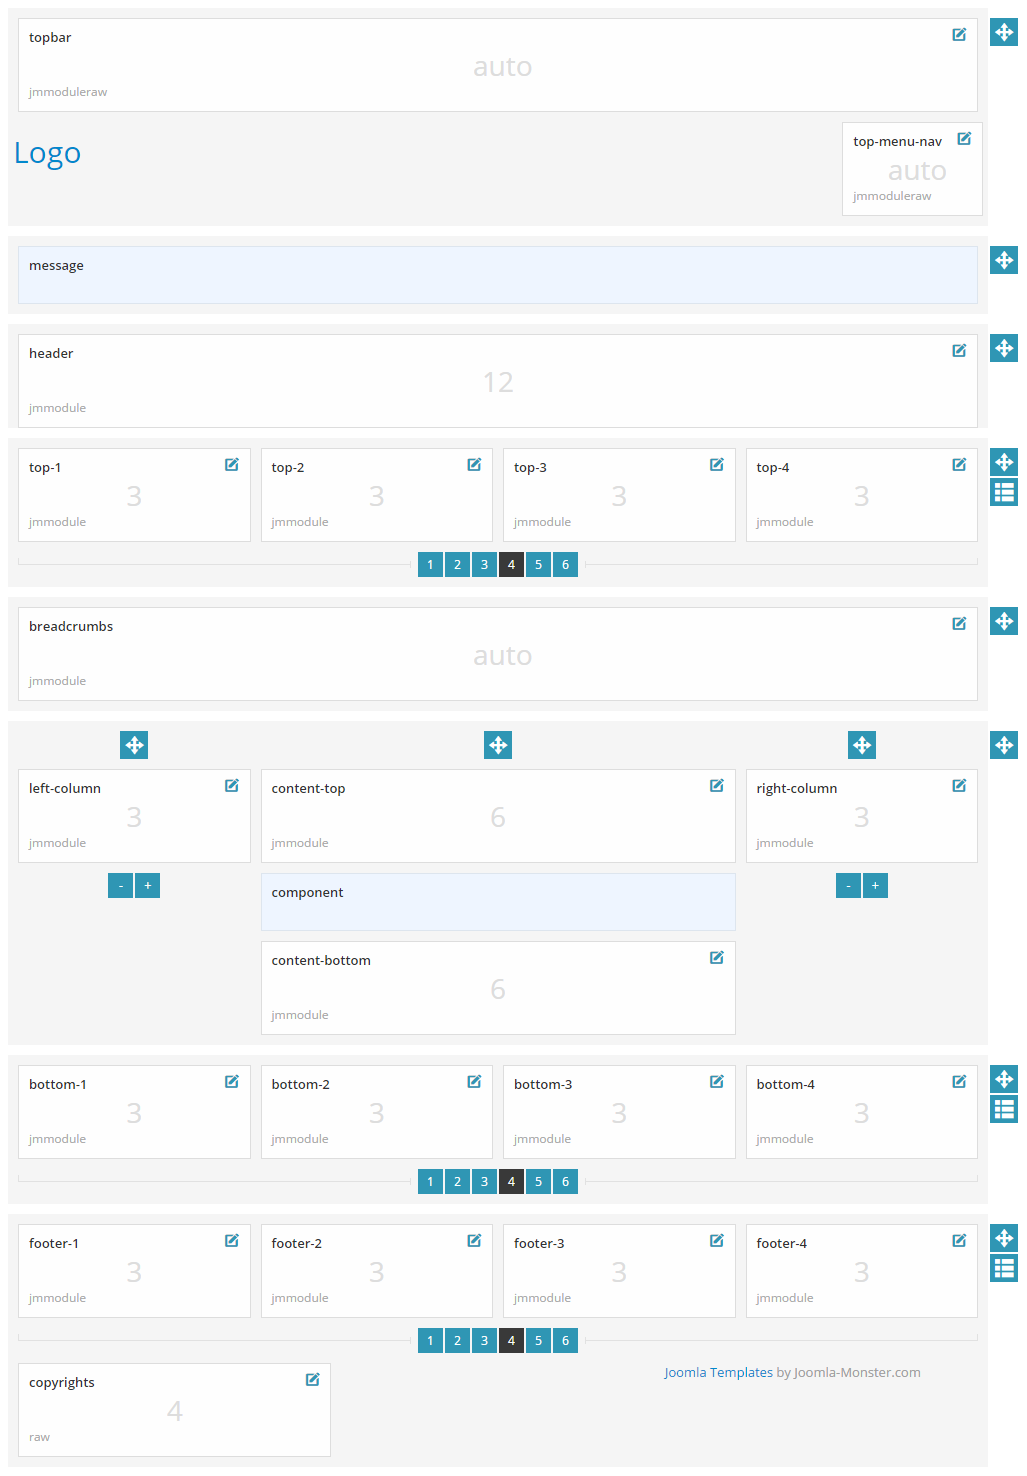 topbar
auto
jmmoduleraw
Logo
top-menu-nav
auto
jmmoduleraw
message
header
12
jmmodule
top-1 top-2 top-3 top-4
3 3 3 3
jmmodule jmmodule jmmodule jmmodule
1 2 3 4 5 6
breadcrumbs
auto
jmmodule
left-column content-top right-column
3 6 3
jmmodule jmmodule jmmodule
- + - +
component
content-bottom
6
jmmodule
bottom-1 bottom-2 bottom-3 bottom-4
3 3 3 3
jmmodule jmmodule jmmodule jmmodule
1 2 3 4 5 6
footer-1 footer-2 footer-3 footer-4
3 3 3 3
jmmodule jmmodule jmmodule jmmodule
1 2 3 4 5 6
copyrights
4
raw
Joomla Templates by Joomla-Monster.com